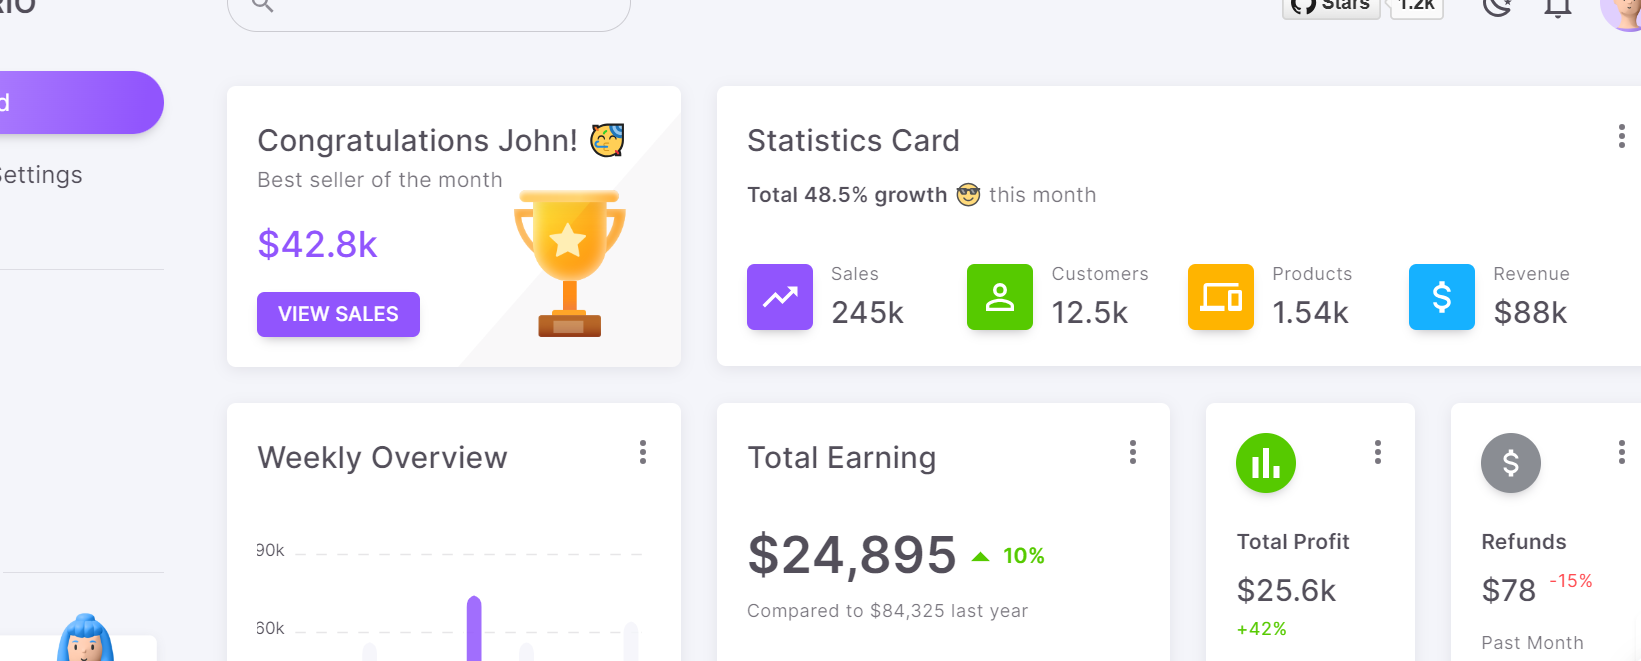 Stars
1.2k
Settings
Congratulations John! 🥳
Best seller of the month
$42.8k
VIEW SALES
Statistics Card
Total 48.5% growth 😎 this month
Sales
245k
Customers
12.5k
Products
1.54k
Revenue
$88k
Weekly Overview
90k
60k
Total Earning
$24,895 ▲ 10%
Compared to $84,325 last year
Total Profit
$25.6k
+42%
Refunds
$78 -15%
Past Month